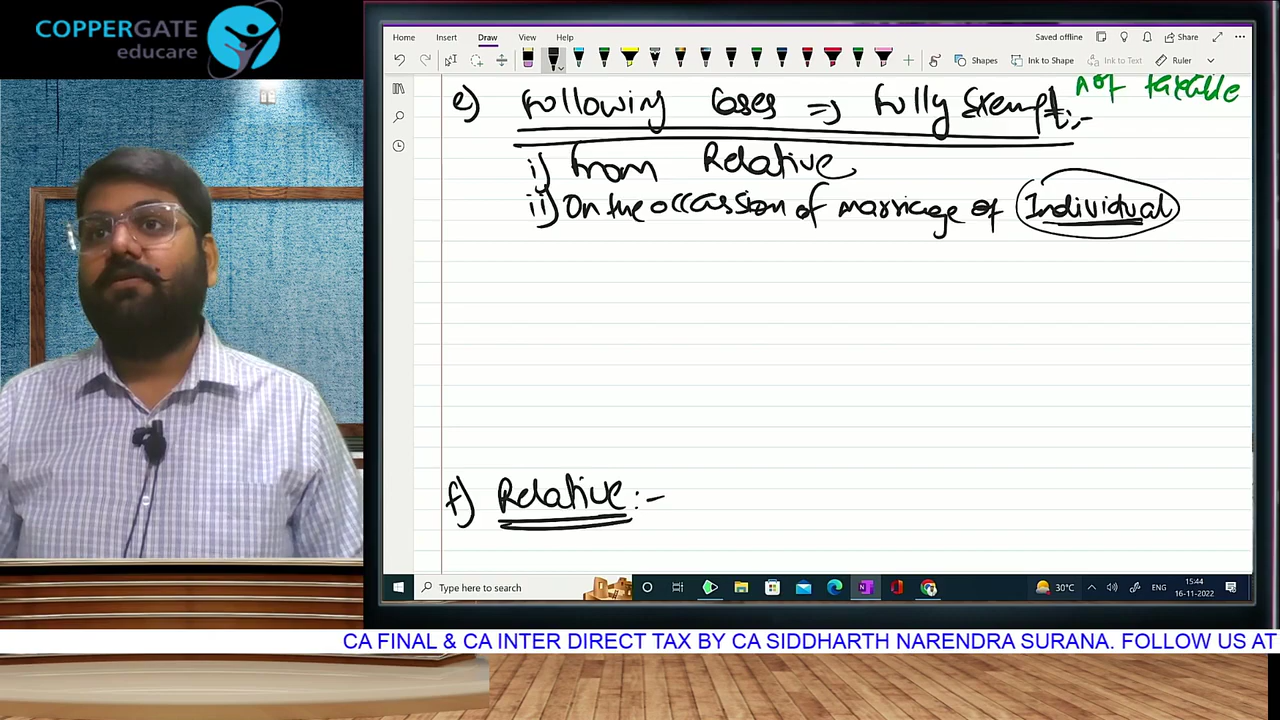 COPPERGATE
educare
Home Insert Draw View Help
Saved offline
Share
Shapes
Ink to Shape
Ink to Text
Ruler
not taxable
e) Following Cases => Fully Exempt:-
i) From Relative
ii) On the occassion of marriage of Individual
f) Relative:-
Type here to search
30°C
ENG
15:44
16-11-2022
CA FINAL & CA INTER DIRECT TAX BY CA SIDDHARTH NARENDRA SURANA. FOLLOW US AT